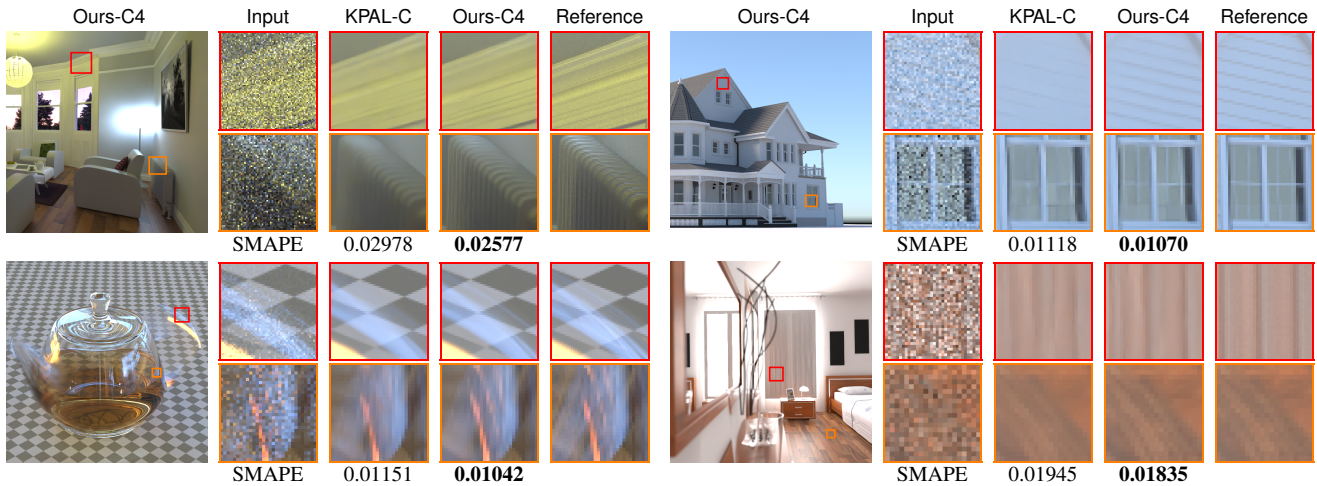 Ours-C4 Input KPAL-C Ours-C4 Reference Ours-C4 Input KPAL-C Ours-C4 Reference
SMAPE 0.02978 0.02577 SMAPE 0.01118 0.01070
SMAPE 0.01151 0.01042 SMAPE 0.01945 0.01835